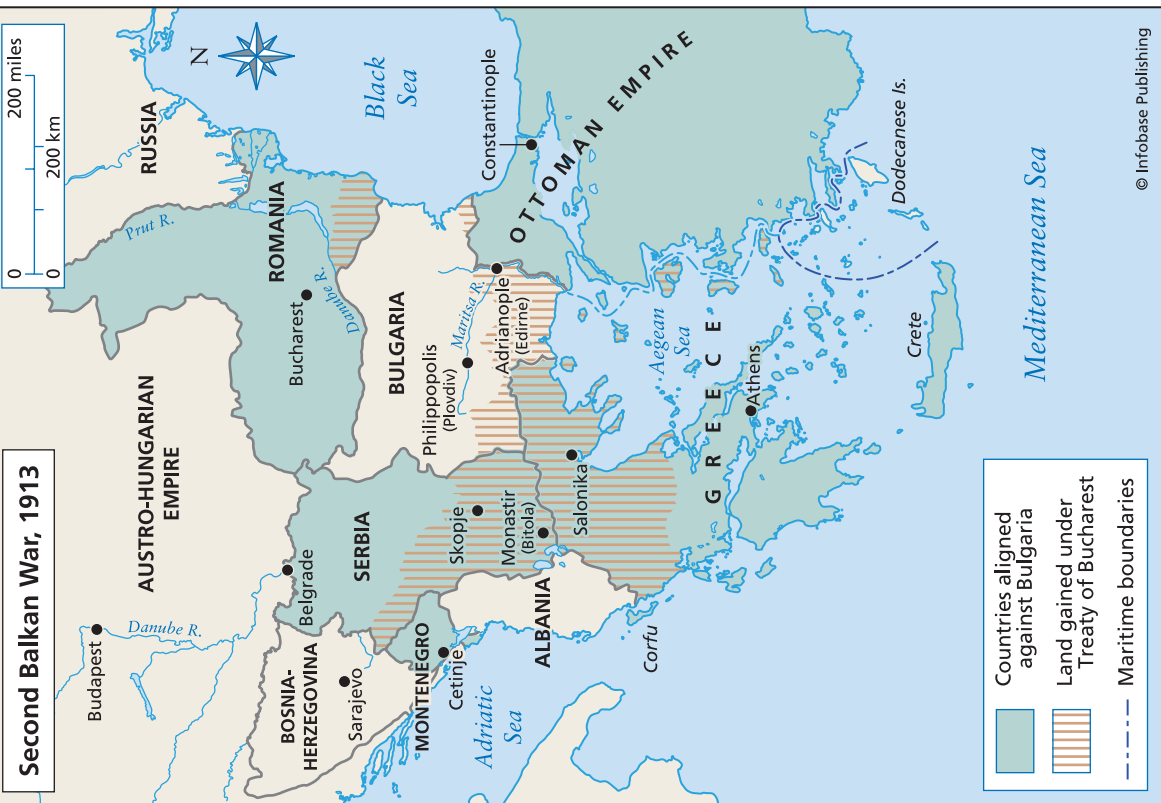 Second Balkan War, 1913
0
200 miles
0
200 km
N
RUSSIA
Prut R.
AUSTRO-HUNGARIAN
EMPIRE
Budapest
Danube R.
ROMANIA
Bucharest
Danube R.
Black
Sea
BOSNIA-
HERZEGOVINA
Sarajevo
Belgrade
SERBIA
BULGARIA
Philippopolis
(Plovdiv)
Maritsa R.
Adrianople
(Edirne)
Constantinople
OTTOMAN EMPIRE
MONTENEGRO
Cetinje
Skopje
Monastir
(Bitola)
Salonika
ALBANIA
Adriatic
Sea
Corfu
GREECE
Aegean
Sea
Athens
Crete
Dodecanese Is.
Mediterranean Sea
Countries aligned
against Bulgaria
Land gained under
Treaty of Bucharest
Maritime boundaries
© Infobase Publishing